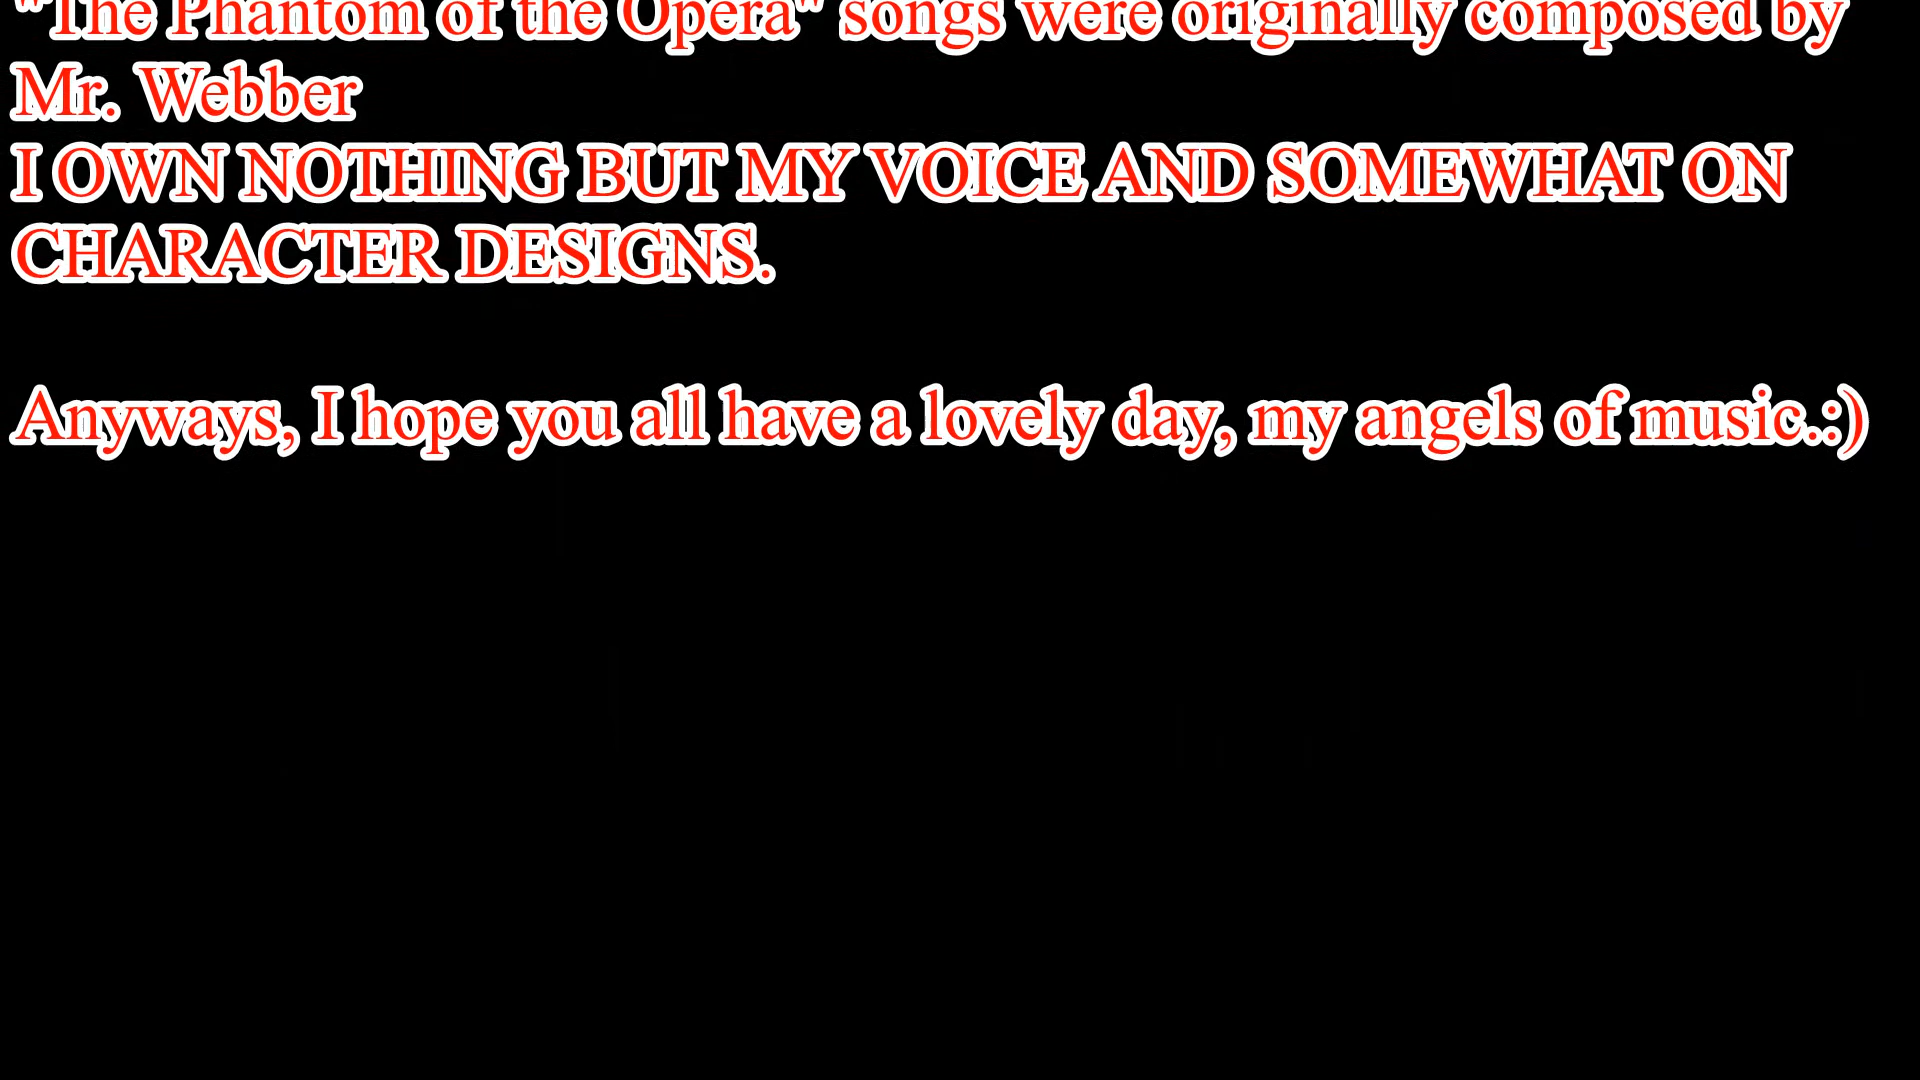 "The Phantom of the Opera" songs were originally composed by
Mr. Webber
I OWN NOTHING BUT MY VOICE AND SOMEWHAT ON
CHARACTER DESIGNS.
Anyways, I hope you all have a lovely day, my angels of music.:)